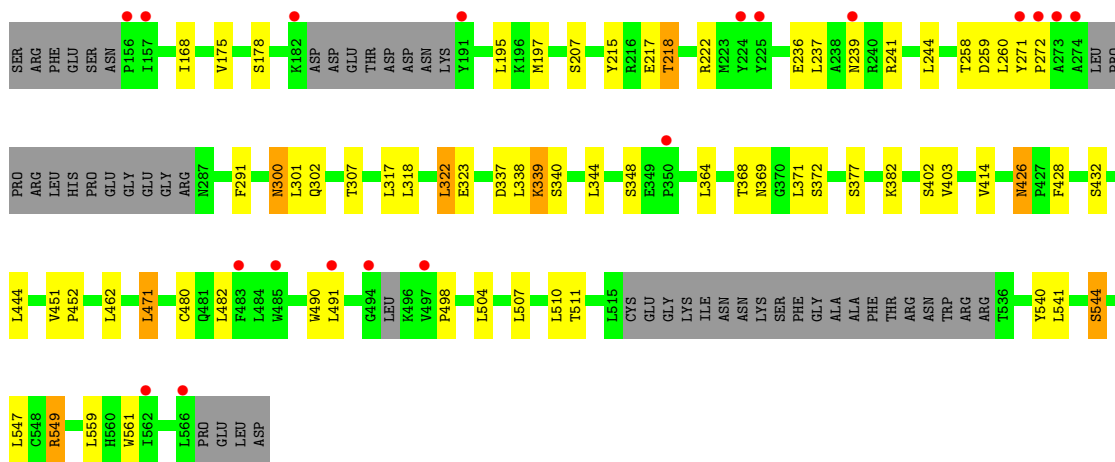 SER ARG PHE GLU SER ASN P156 I157 I168 V175 S178 K182 ASP ASP GLU THR ASP ASP ASN LYS Y191 L195 K196 M197 S207 Y215 R216 E217 T218 R222 M223 Y224 Y225 E236 L237 A238 N239 R240 R241 L244 T258 D259 L260 Y271 P272 A273 A274 LEU PRO
PRO ARG LEU HIS PRO GLU GLY GLU GLY ARG N287 F291 N300 L301 Q302 T307 L317 L318 L322 E323 D337 L338 K339 S340 L344 S348 E349 P350 L364 T368 N369 G370 L371 S372 S377 K382 S402 V403 V414 N426 P427 F428 S432
L444 V451 P452 L462 L471 C480 Q481 L482 F483 L484 W485 W490 L491 G494 LEU K496 V497 P498 L504 L507 L510 T511 L515 CYS GLU GLY LYS ILE ASN ASN LYS SER PHE GLY ALA ALA PHE THR ARG ASN TRP ARG ARG T536 Y540 L541 S544
L547 C548 R549 L559 H560 W561 I562 L566 PRO GLU LEU ASP